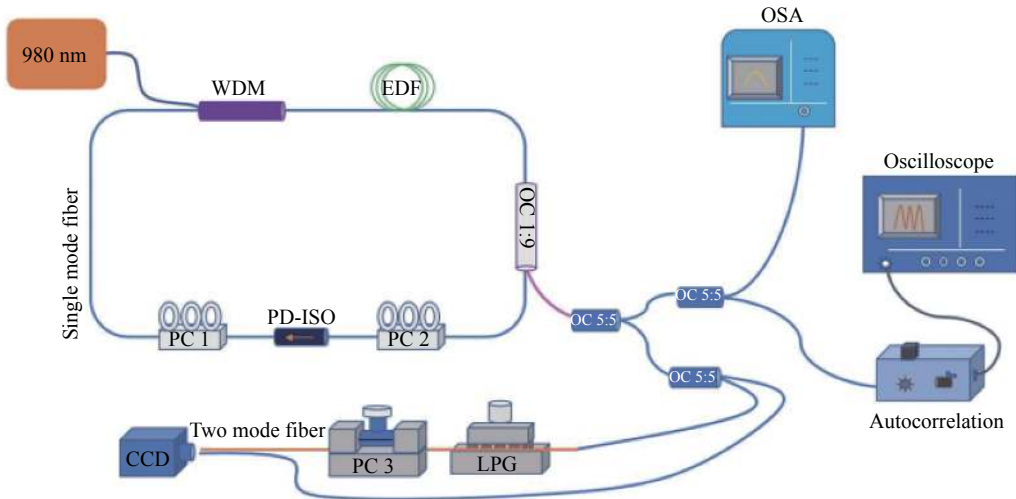 OSA
980 nm
WDM
EDF
Oscilloscope
Single mode fiber
OC 1:9
PD-ISO
PC 1
PC 2
OC 5:5
OC 5:5
OC 5:5
Autocorrelation
Two mode fiber
CCD
PC 3
LPG